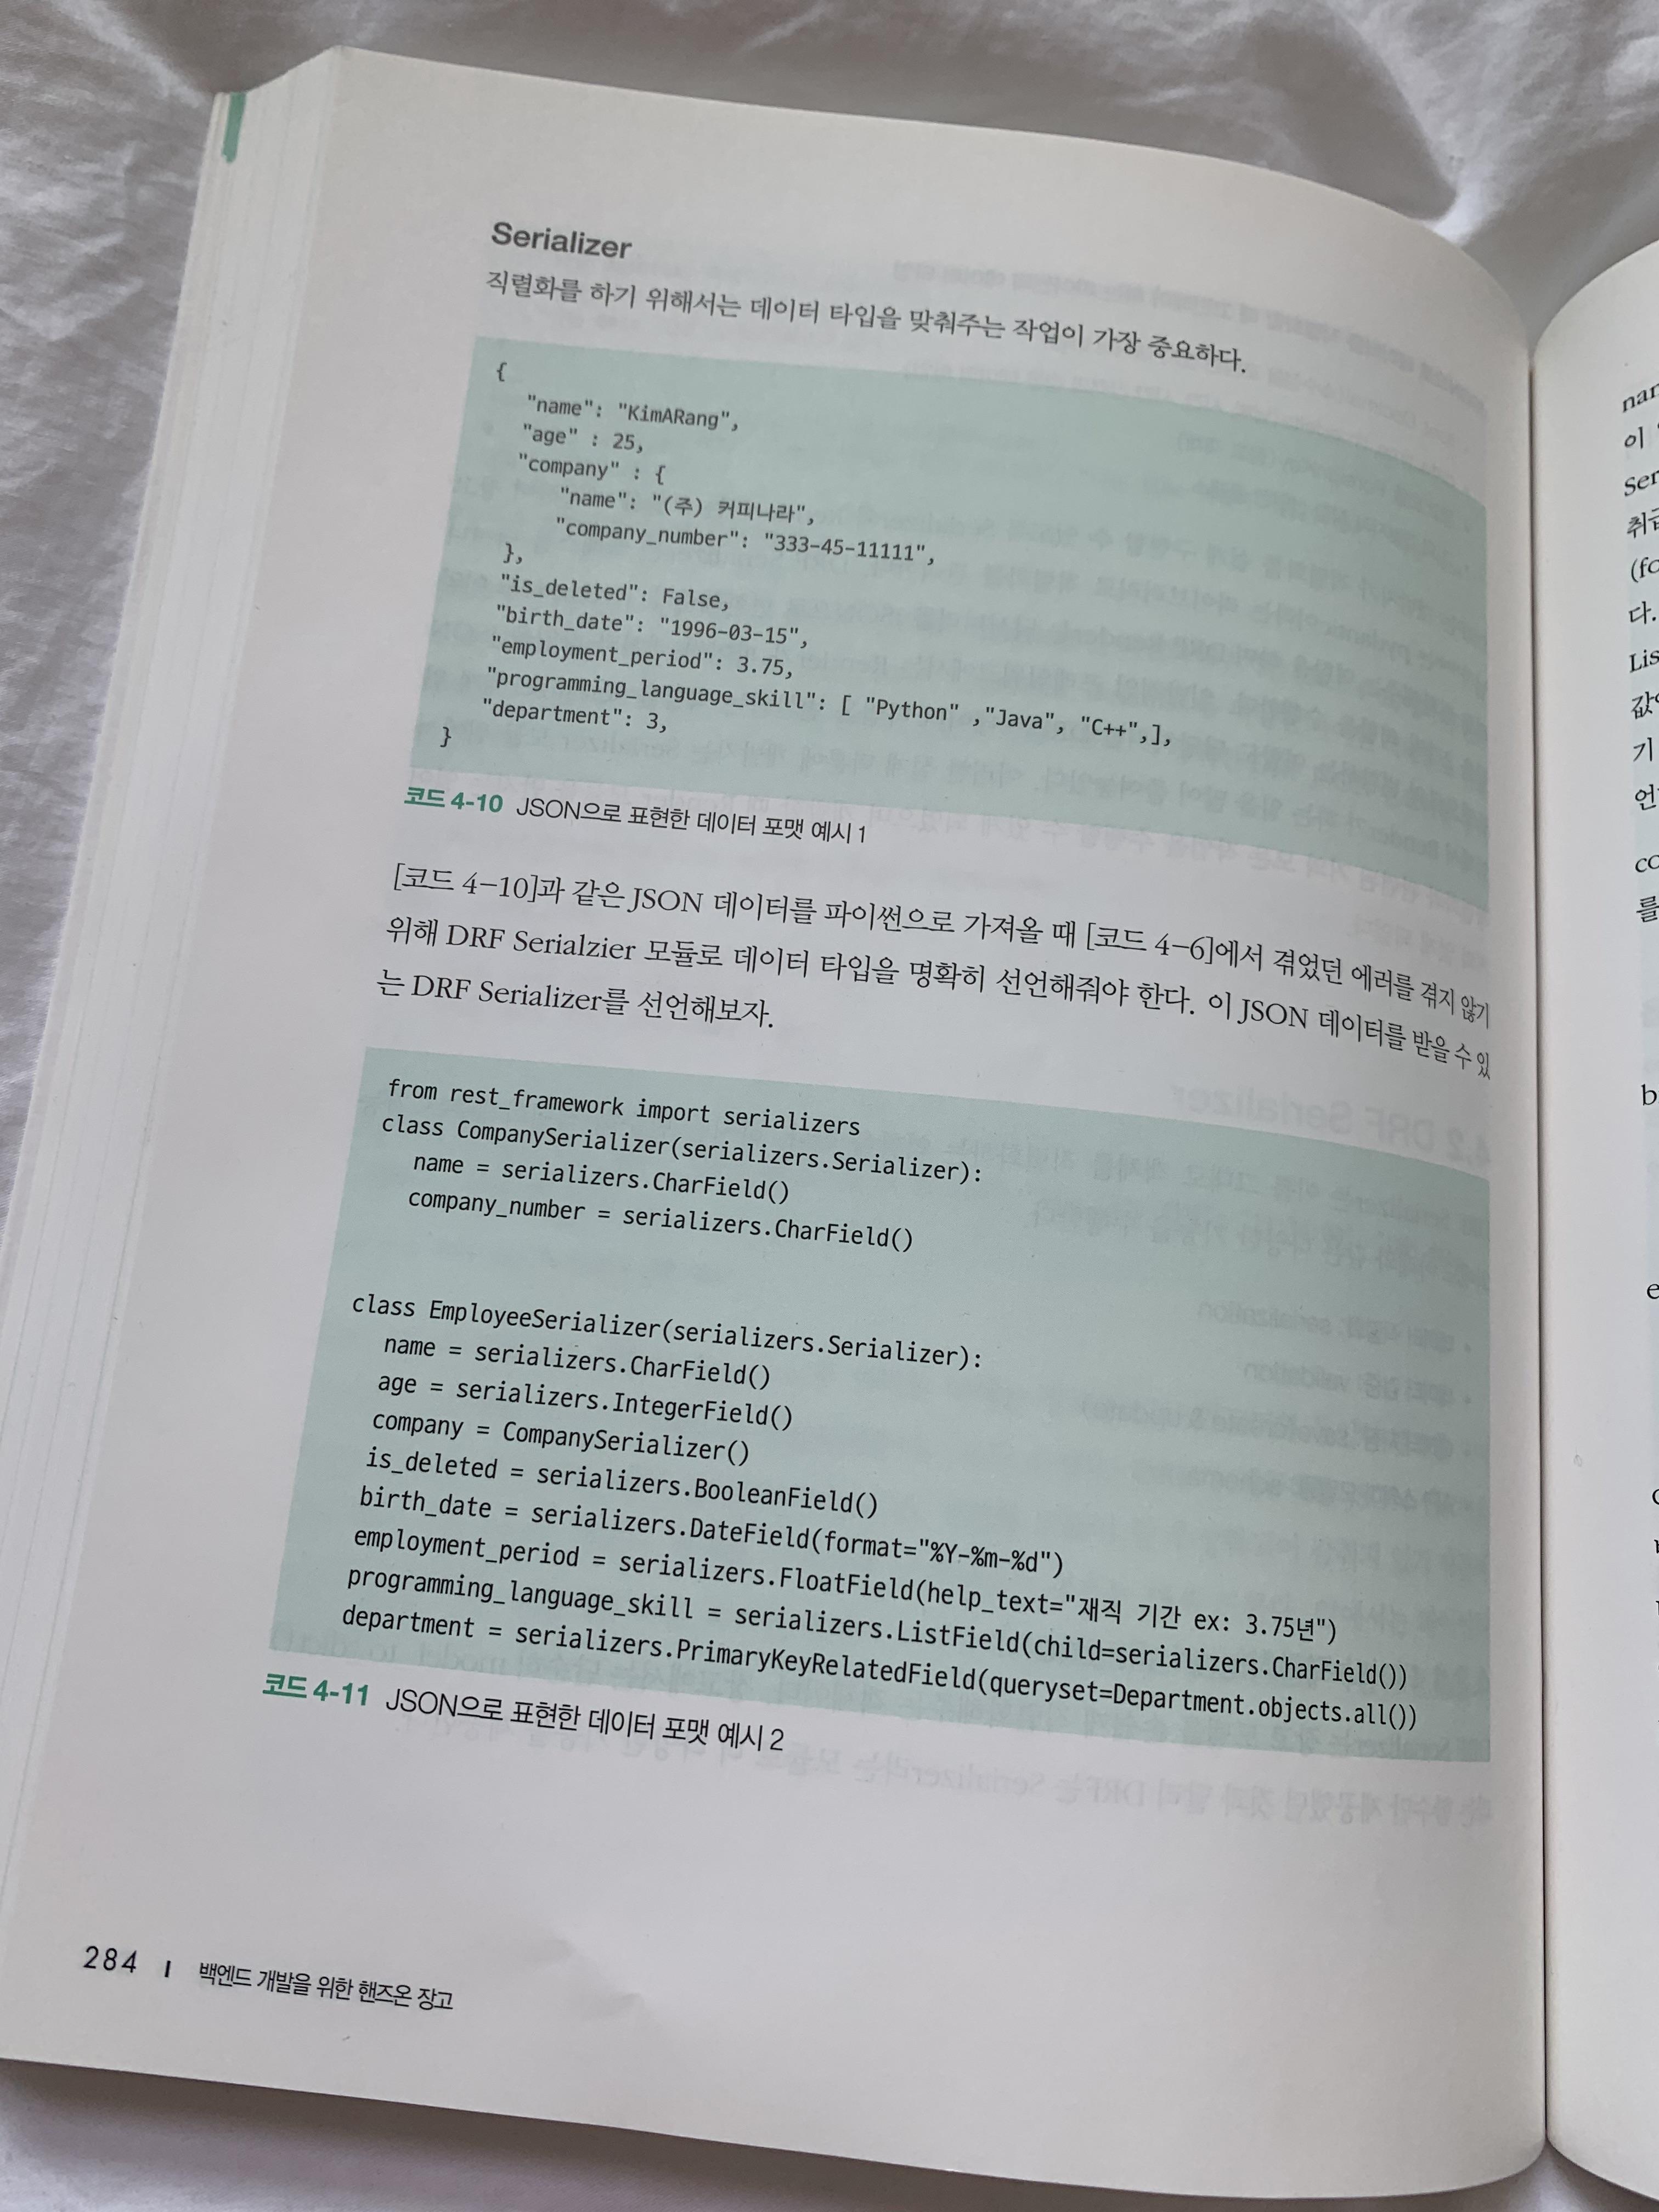 Serializer
직렬화를 하기 위해서는 데이터 타입을 맞춰주는 작업이 가장 중요하다.
{
"name": "KimARang",
"age" : 25,
"company" : {
"name": "(주) 커피나라",
"company_number": "333-45-11111",
},
"is_deleted": False,
"birth_date": "1996-03-15",
"employment_period": 3.75,
"programming_language_skill": [ "Python" ,"Java", "C++",],
"department": 3,
}
코드 4-10 JSON으로 표현한 데이터 포맷 예시 1
[코드 4-10]과 같은 JSON 데이터를 파이썬으로 가져올 때 [코드 4-6]에서 겪었던 에러를 겪지 않기
위해 DRF Serialzier 모듈로 데이터 타입을 명확히 선언해줘야 한다. 이 JSON 데이터를 받을 수 있
는 DRF Serializer를 선언해보자.
from rest_framework import serializers
class CompanySerializer(serializers.Serializer):
name = serializers.CharField()
company_number = serializers.CharField()
class EmployeeSerializer(serializers.Serializer):
name = serializers.CharField()
age = serializers.IntegerField()
company = CompanySerializer()
is_deleted = serializers.BooleanField()
birth_date = serializers.DateField(format="%Y-%m-%d")
employment_period = serializers.FloatField(help_text="재직 기간 ex: 3.75년")
programming_language_skill = serializers.ListField(child=serializers.CharField())
department = serializers.PrimaryKeyRelatedField(queryset=Department.objects.all())
코드 4-11 JSON으로 표현한 데이터 포맷 예시 2
284 | 백엔드 개발을 위한 핸즈온 장고